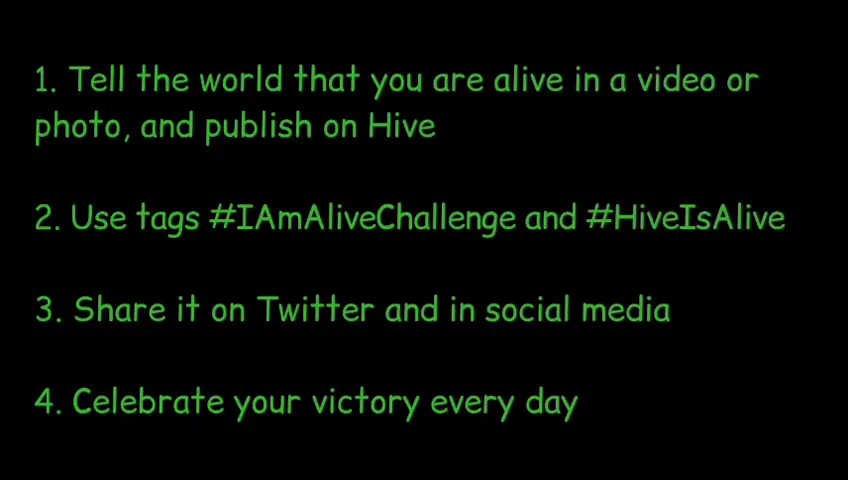 1. Tell the world that you are alive in a video or
photo, and publish on Hive
2. Use tags #IAmAliveChallenge and #HiveIsAlive
3. Share it on Twitter and in social media
4. Celebrate your victory every day